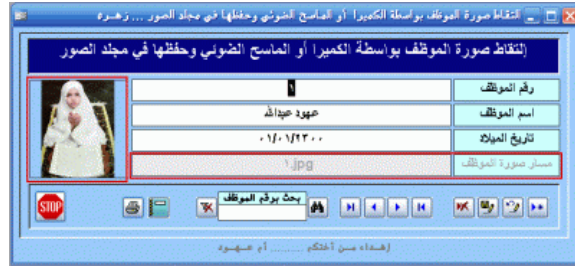 التقاط صورة الموظف بواسطة الكميرا أو الماسح الضوئي وحفظها في مجلد الصور ... زهره
إلتقاط صورة الموظف بواسطة الكميرا أو الماسح الضوئي وحفظها في مجلد الصور
رقم الموظف ١
اسم الموظف عهود عبدالله
تاريخ الميلاد ٠١/٠١/٢٣٠٠
مسار صورة الموظف ١.jpg
بحث برقم الموظف
STOP
إهداء من أختكم ......... أم عهود